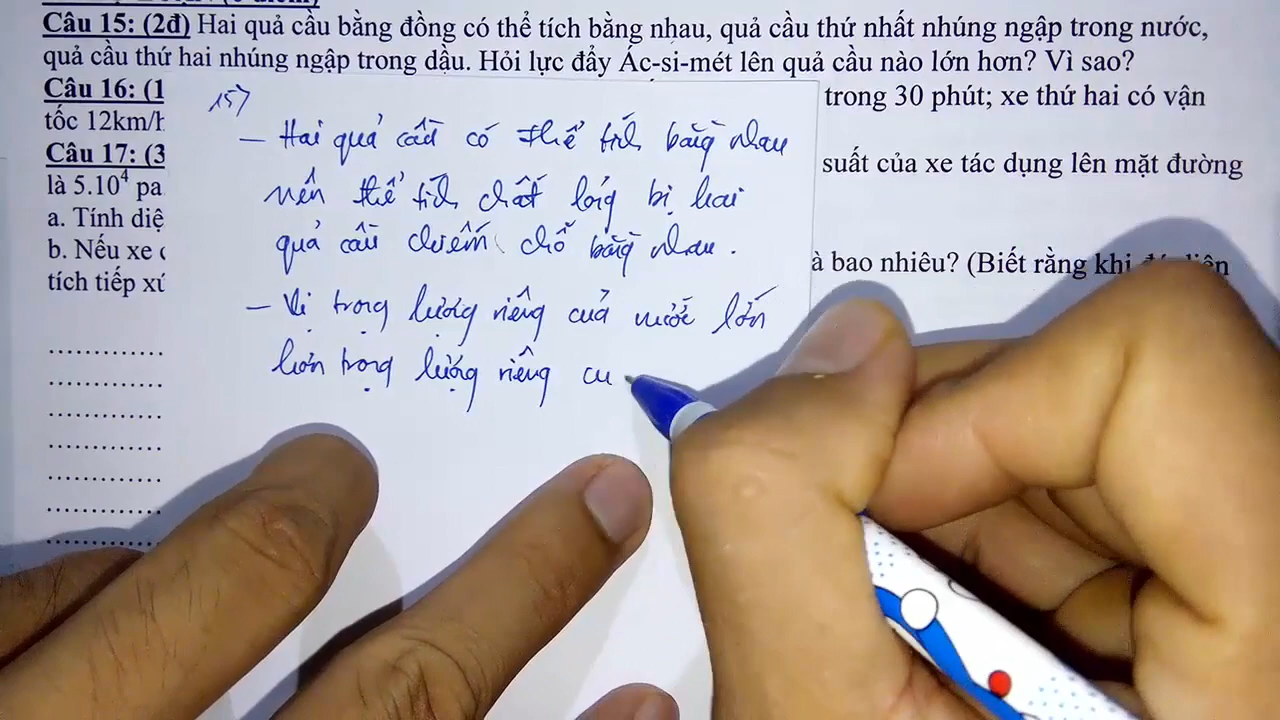 Câu 15: (2đ) Hai quả cầu bằng đồng có thể tích bằng nhau, quả cầu thứ nhất nhúng ngập trong nước,
quả cầu thứ hai nhúng ngập trong dầu. Hỏi lực đẩy Ác-si-mét lên quả cầu nào lớn hơn? Vì sao?
Câu 16: (1 trong 30 phút; xe thứ hai có vận
tốc 12km/h
Câu 17: (3 suất của xe tác dụng lên mặt đường
là 5.10⁴ pa
a. Tính diệ
b. Nếu xe à bao nhiêu? (Biết rằng khi
tích tiếp xú
15)
- Hai quả cầu có thể tích bằng nhau
nên thể tích chất lỏng bị hai
quả cầu chiếm chỗ bằng nhau.
- Vì trọng lượng riêng của nước lớn
hơn trọng lượng riêng cu